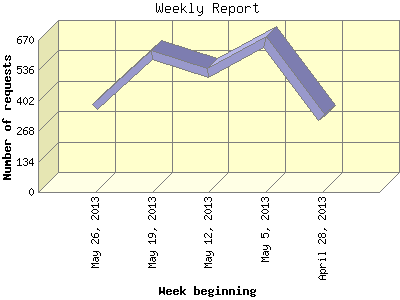 Weekly Report
Number of requests
670
536
402
268
134
0
May 26, 2013
May 19, 2013
May 12, 2013
May 5, 2013
April 28, 2013
Week beginning